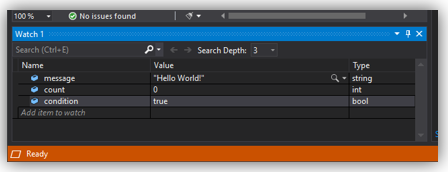 100 % No issues found
Watch 1
Search (Ctrl+E) Search Depth: 3
Name Value Type
message "Hello World!" string
count 0 int
condition true bool
Add item to watch
Ready